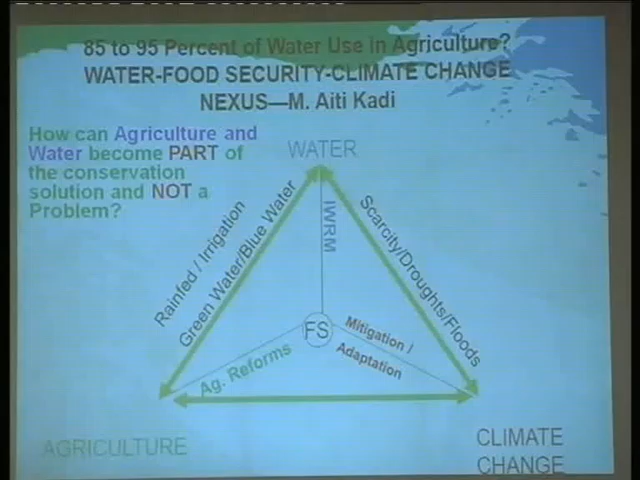 85 to 95 Percent of Water Use in Agriculture?
WATER-FOOD SECURITY-CLIMATE CHANGE
NEXUS—M. Aiti Kadi
How can Agriculture and
Water become PART of
the conservation
solution and NOT a
Problem?
WATER
Rainfed / Irrigation
Green Water/Blue Water
IWRM
Scarcity/Droughts/Floods
FS
Mitigation /
Adaptation
Ag. Reforms
AGRICULTURE
CLIMATE
CHANGE